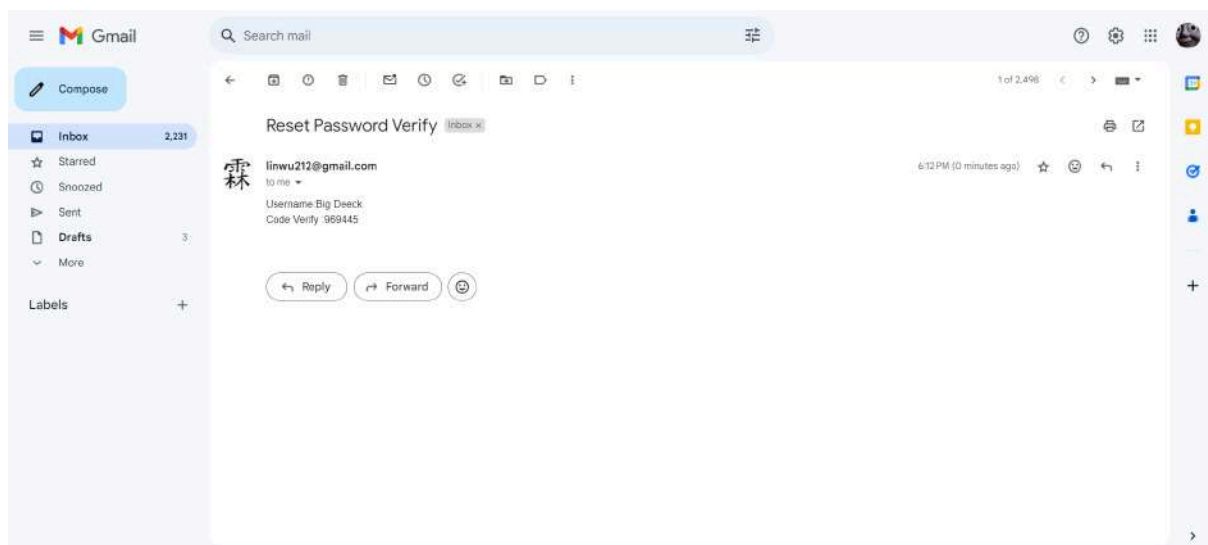 Gmail
Search mail
Compose
1 of 2,498
Inbox 2,231
Starred
Snoozed
Sent
Drafts 3
More
Labels
Reset Password Verify Inbox ×
霖
linwu212@gmail.com 6:12 PM (0 minutes ago)
to me
Username Big Deeck
Code Verify :969445
Reply Forward